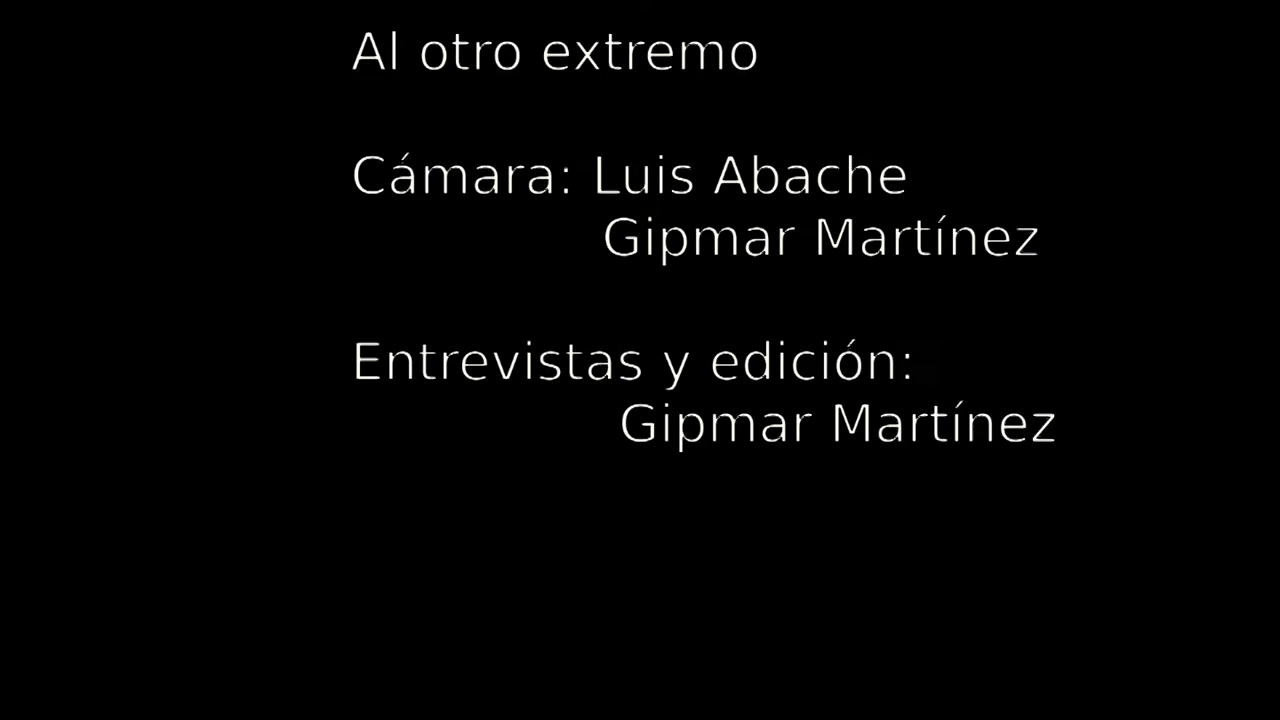 Al otro extremo
Cámara: Luis Abache
Gipmar Martínez
Entrevistas y edición:
Gipmar Martínez